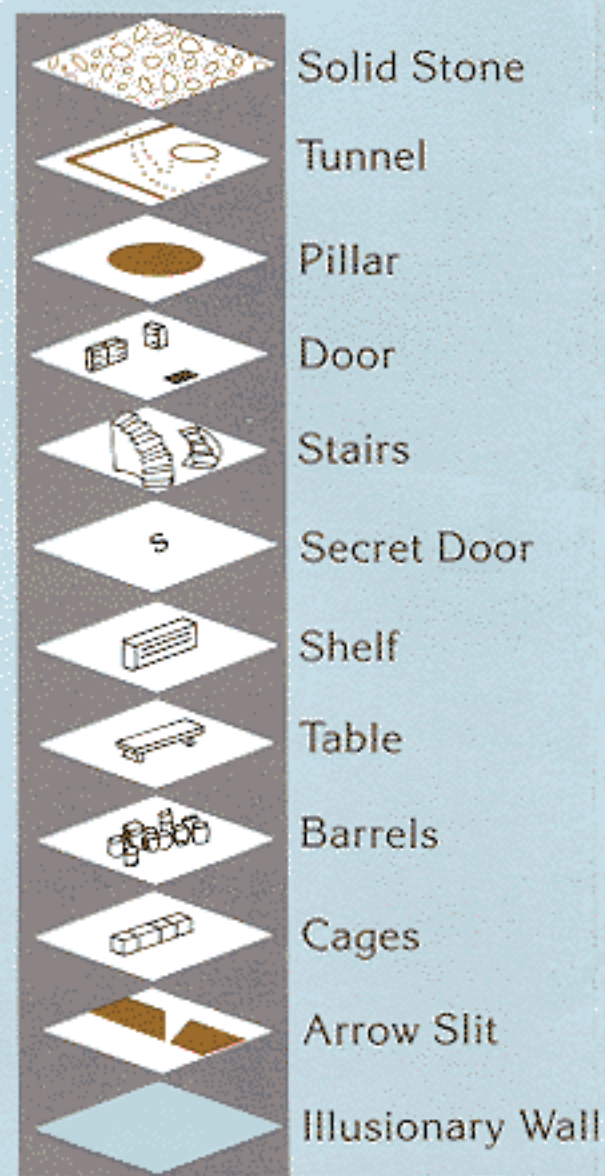 Solid Stone
Tunnel
Pillar
Door
Stairs
S
Secret Door
Shelf
Table
Barrels
Cages
Arrow Slit
Illusionary Wall